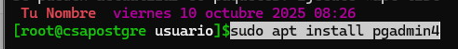 Tu Nombre viernes 10 octubre 2025 08:26
[root@csapostgre usuario]$sudo apt install pgadmin4